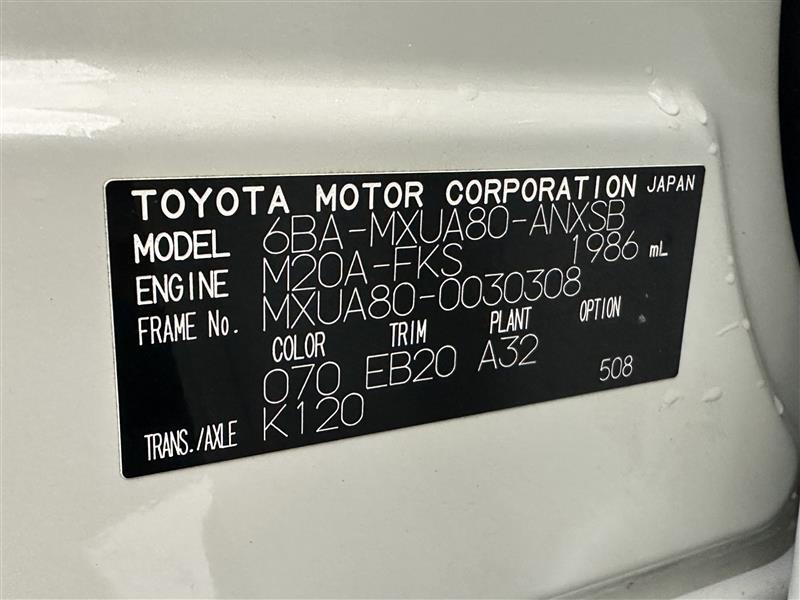 TOYOTA MOTOR CORPORATION JAPAN
MODEL 6BA-MXUA80-ANXSB
ENGINE M20A-FKS 1986 mL
FRAME No. MXUA80-0030308
COLOR TRIM PLANT OPTION
070 EB20 A32 508
TRANS./AXLE K120